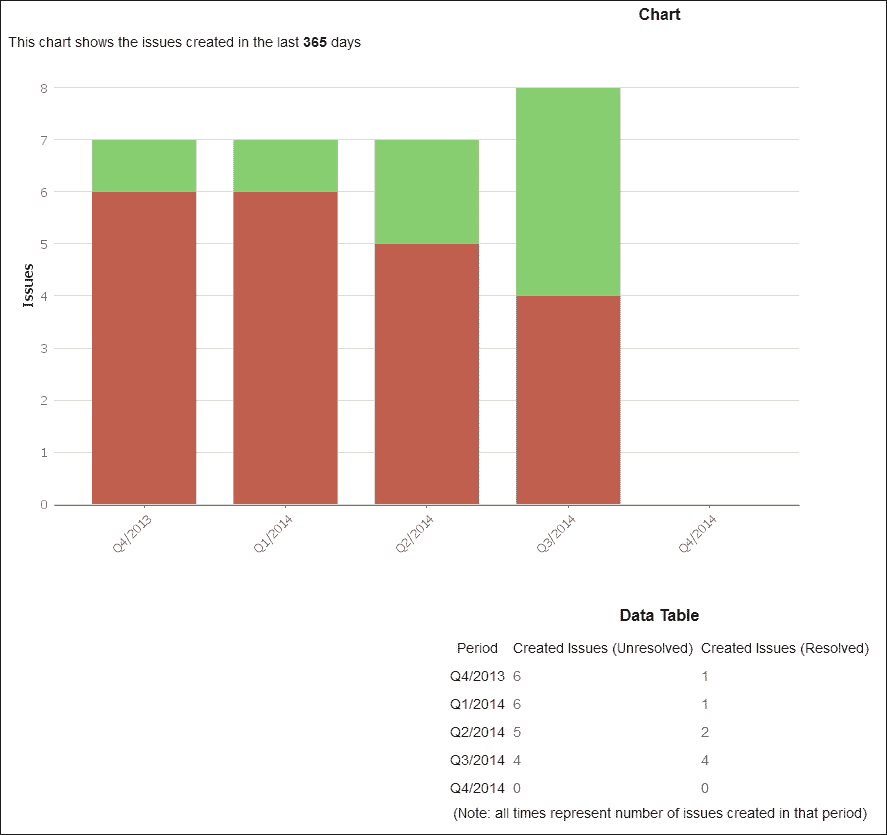 Chart
This chart shows the issues created in the last 365 days
8
7
6
5
4
3
2
1
0
Issues
Q4/2013
Q1/2014
Q2/2014
Q3/2014
Q4/2014
Data Table
Period Created Issues (Unresolved) Created Issues (Resolved)
Q4/2013 6 1
Q1/2014 6 1
Q2/2014 5 2
Q3/2014 4 4
Q4/2014 0 0
(Note: all times represent number of issues created in that period)